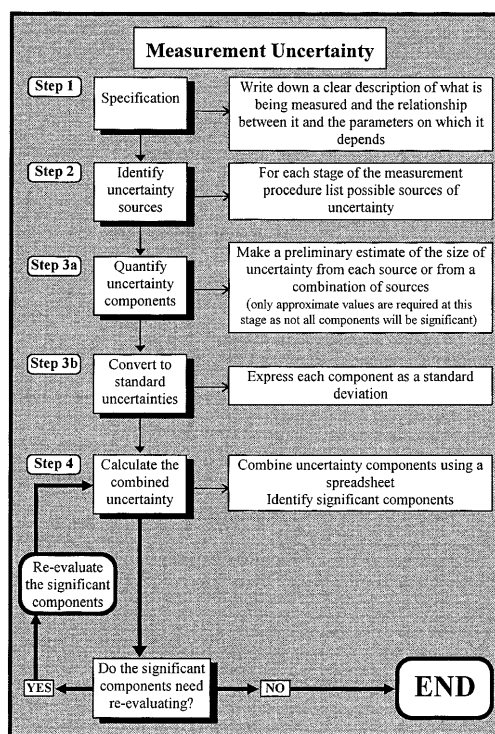 Measurement Uncertainty
Step 1
Specification
Write down a clear description of what is
being measured and the relationship
between it and the parameters on which it
depends
Step 2
Identify
uncertainty
sources
For each stage of the measurement
procedure list possible sources of
uncertainty
Step 3a
Quantify
uncertainty
components
Make a preliminary estimate of the size of
uncertainty from each source or from a
combination of sources
(only approximate values are required at this
stage as not all components will be significant)
Step 3b
Convert to
standard
uncertainties
Express each component as a standard
deviation
Step 4
Calculate the
combined
uncertainty
Combine uncertainty components using a
spreadsheet
Identify significant components
Re-evaluate
the significant
components
Do the significant
components need
re-evaluating?
YES
NO
END